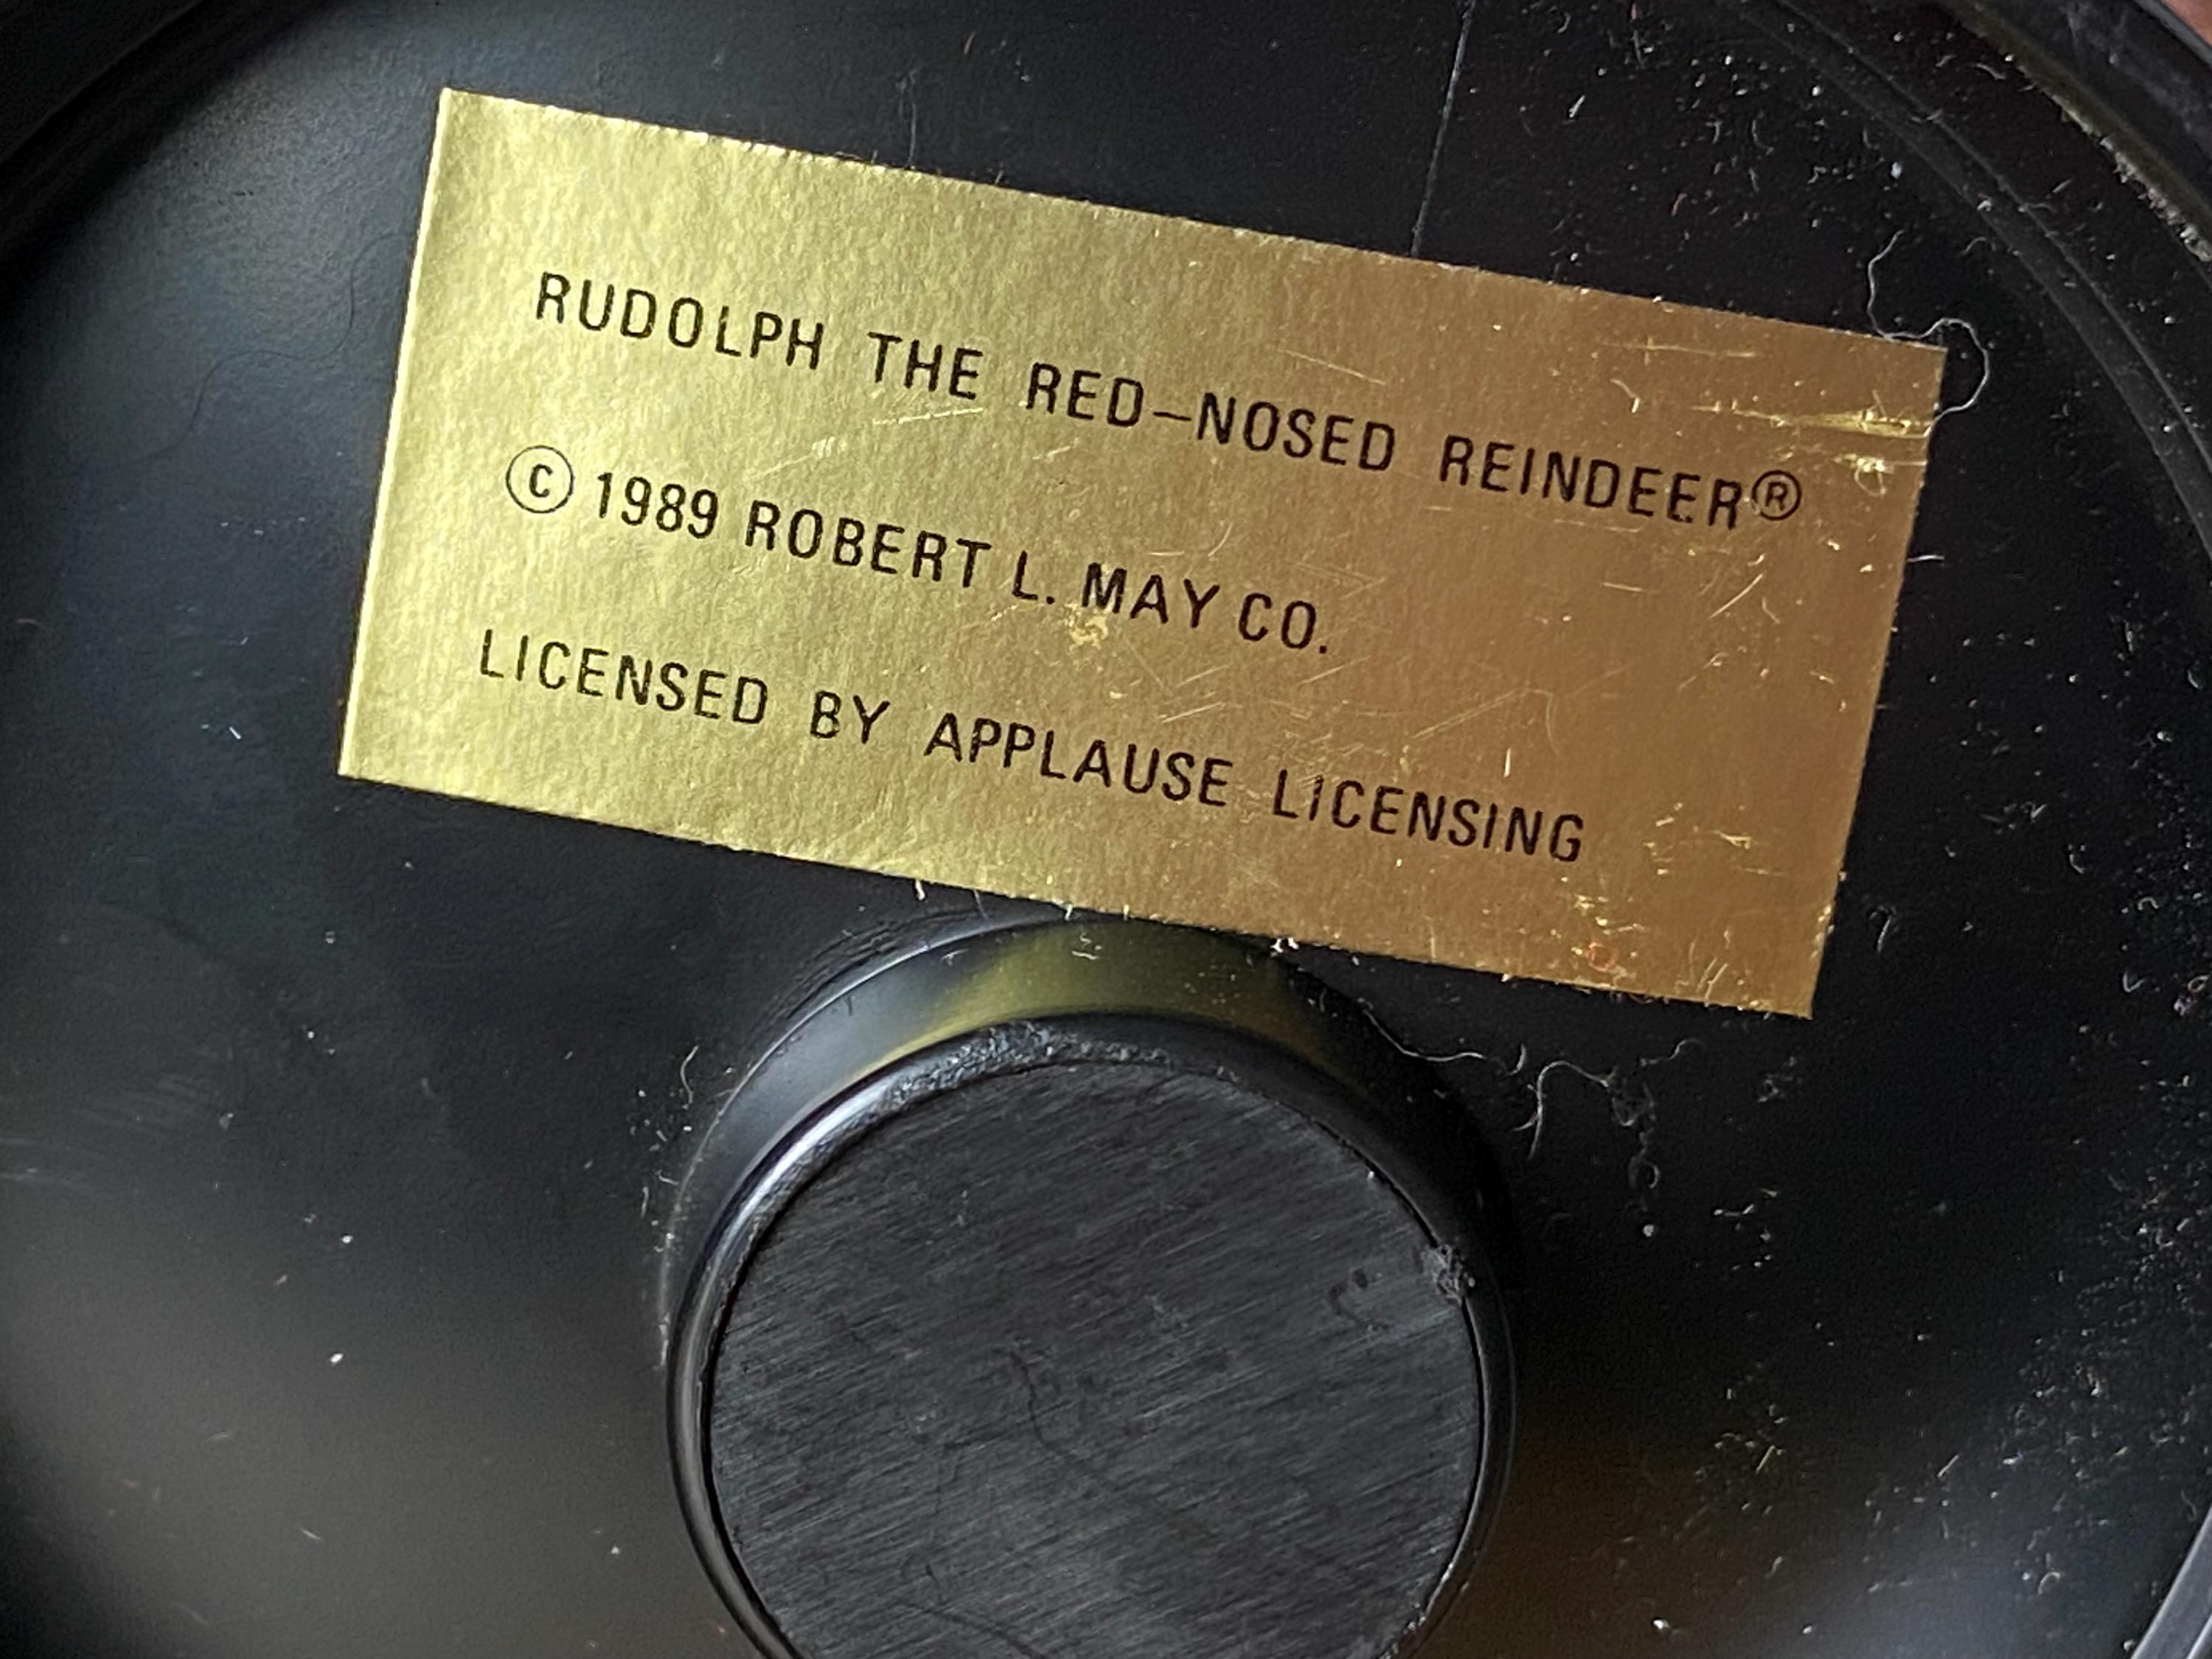 RUDOLPH THE RED–NOSED REINDEER®
© 1989 ROBERT L. MAY CO.
LICENSED BY APPLAUSE LICENSING